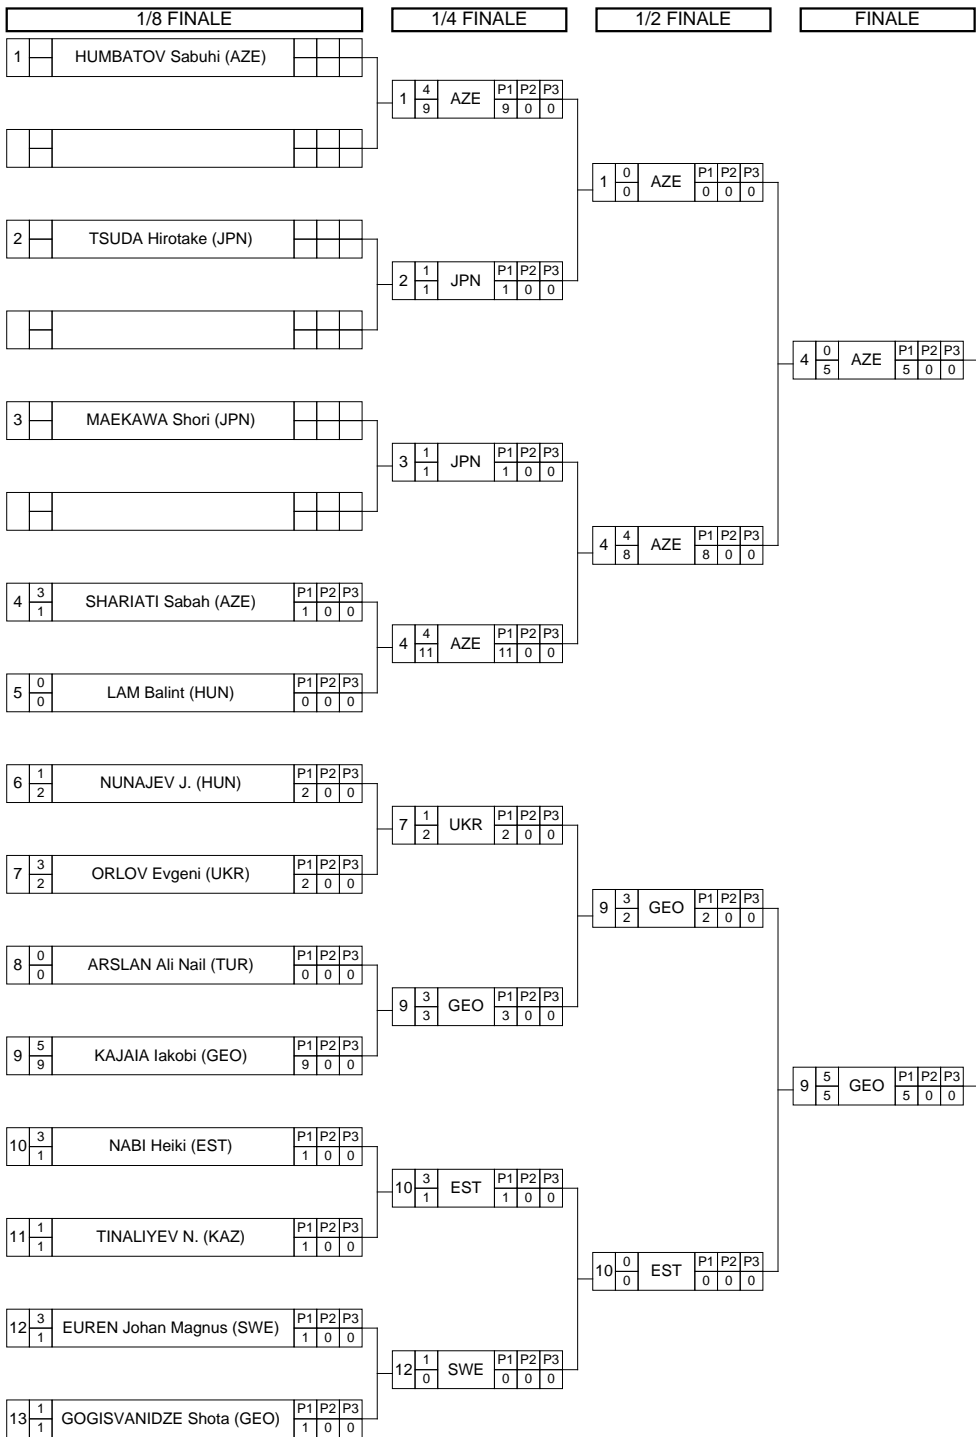 1/8 FINALE 1/4 FINALE 1/2 FINALE FINALE
1 HUMBATOV Sabuhi (AZE)
1 4 AZE P1 P2 P3
9 9 0 0
1 0 AZE P1 P2 P3
0 0 0 0
2 TSUDA Hirotake (JPN)
2 1 JPN P1 P2 P3
1 1 0 0
4 0 AZE P1 P2 P3
5 5 0 0
3 MAEKAWA Shori (JPN)
3 1 JPN P1 P2 P3
1 1 0 0
4 4 AZE P1 P2 P3
8 8 0 0
4 3 SHARIATI Sabah (AZE) P1 P2 P3
1 1 0 0
4 4 AZE P1 P2 P3
11 11 0 0
5 0 LAM Balint (HUN) P1 P2 P3
0 0 0 0
6 1 NUNAJEV J. (HUN) P1 P2 P3
2 2 0 0
7 1 UKR P1 P2 P3
2 2 0 0
7 3 ORLOV Evgeni (UKR) P1 P2 P3
2 2 0 0
9 3 GEO P1 P2 P3
2 2 0 0
8 0 ARSLAN Ali Nail (TUR) P1 P2 P3
0 0 0 0
9 3 GEO P1 P2 P3
3 3 0 0
9 5 KAJAIA Iakobi (GEO) P1 P2 P3
9 9 0 0
9 5 GEO P1 P2 P3
5 5 0 0
10 3 NABI Heiki (EST) P1 P2 P3
1 1 0 0
10 3 EST P1 P2 P3
1 1 0 0
11 1 TINALIYEV N. (KAZ) P1 P2 P3
1 1 0 0
10 0 EST P1 P2 P3
0 0 0 0
12 3 EUREN Johan Magnus (SWE) P1 P2 P3
1 1 0 0
12 1 SWE P1 P2 P3
0 0 0 0
13 1 GOGISVANIDZE Shota (GEO) P1 P2 P3
1 1 0 0